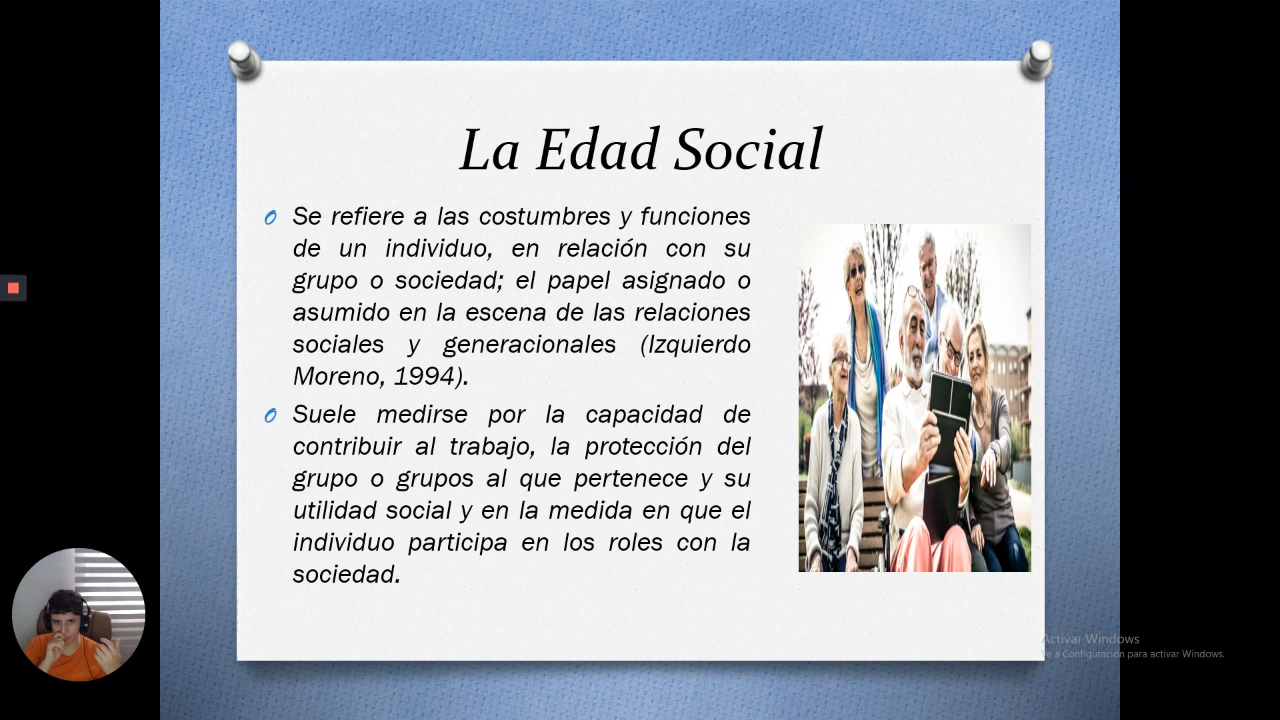 La Edad Social
Se refiere a las costumbres y funciones
de un individuo, en relación con su
grupo o sociedad; el papel asignado o
asumido en la escena de las relaciones
sociales y generacionales (Izquierdo
Moreno, 1994).
Suele medirse por la capacidad de
contribuir al trabajo, la protección del
grupo o grupos al que pertenece y su
utilidad social y en la medida en que el
individuo participa en los roles con la
sociedad.
Activar Windows
Ve a Configuración para activar Windows.